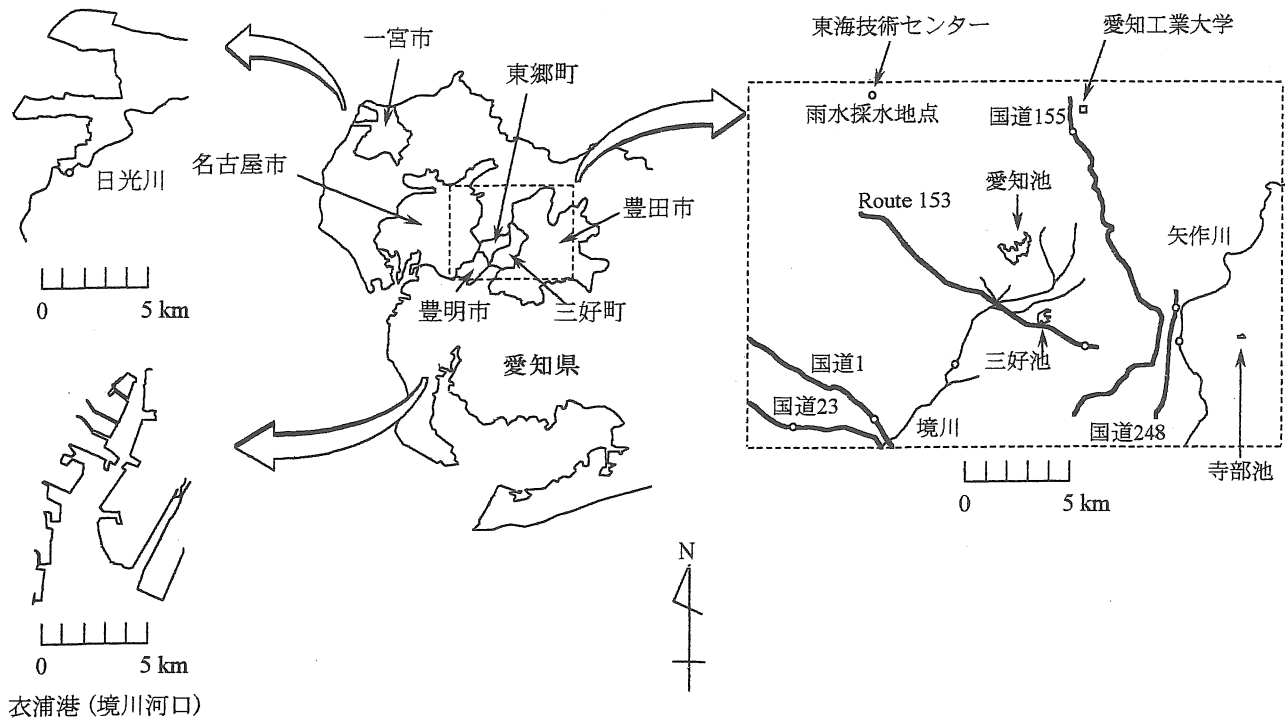 日光川
0
5 km
衣浦港 (境川河口)
0
5 km
一宮市
東郷町
名古屋市
豊田市
豊明市
三好町
愛知県
N
東海技術センター
愛知工業大学
雨水採水地点
国道155
愛知池
Route 153
矢作川
国道1
三好池
国道23
境川
国道248
寺部池
0
5 km